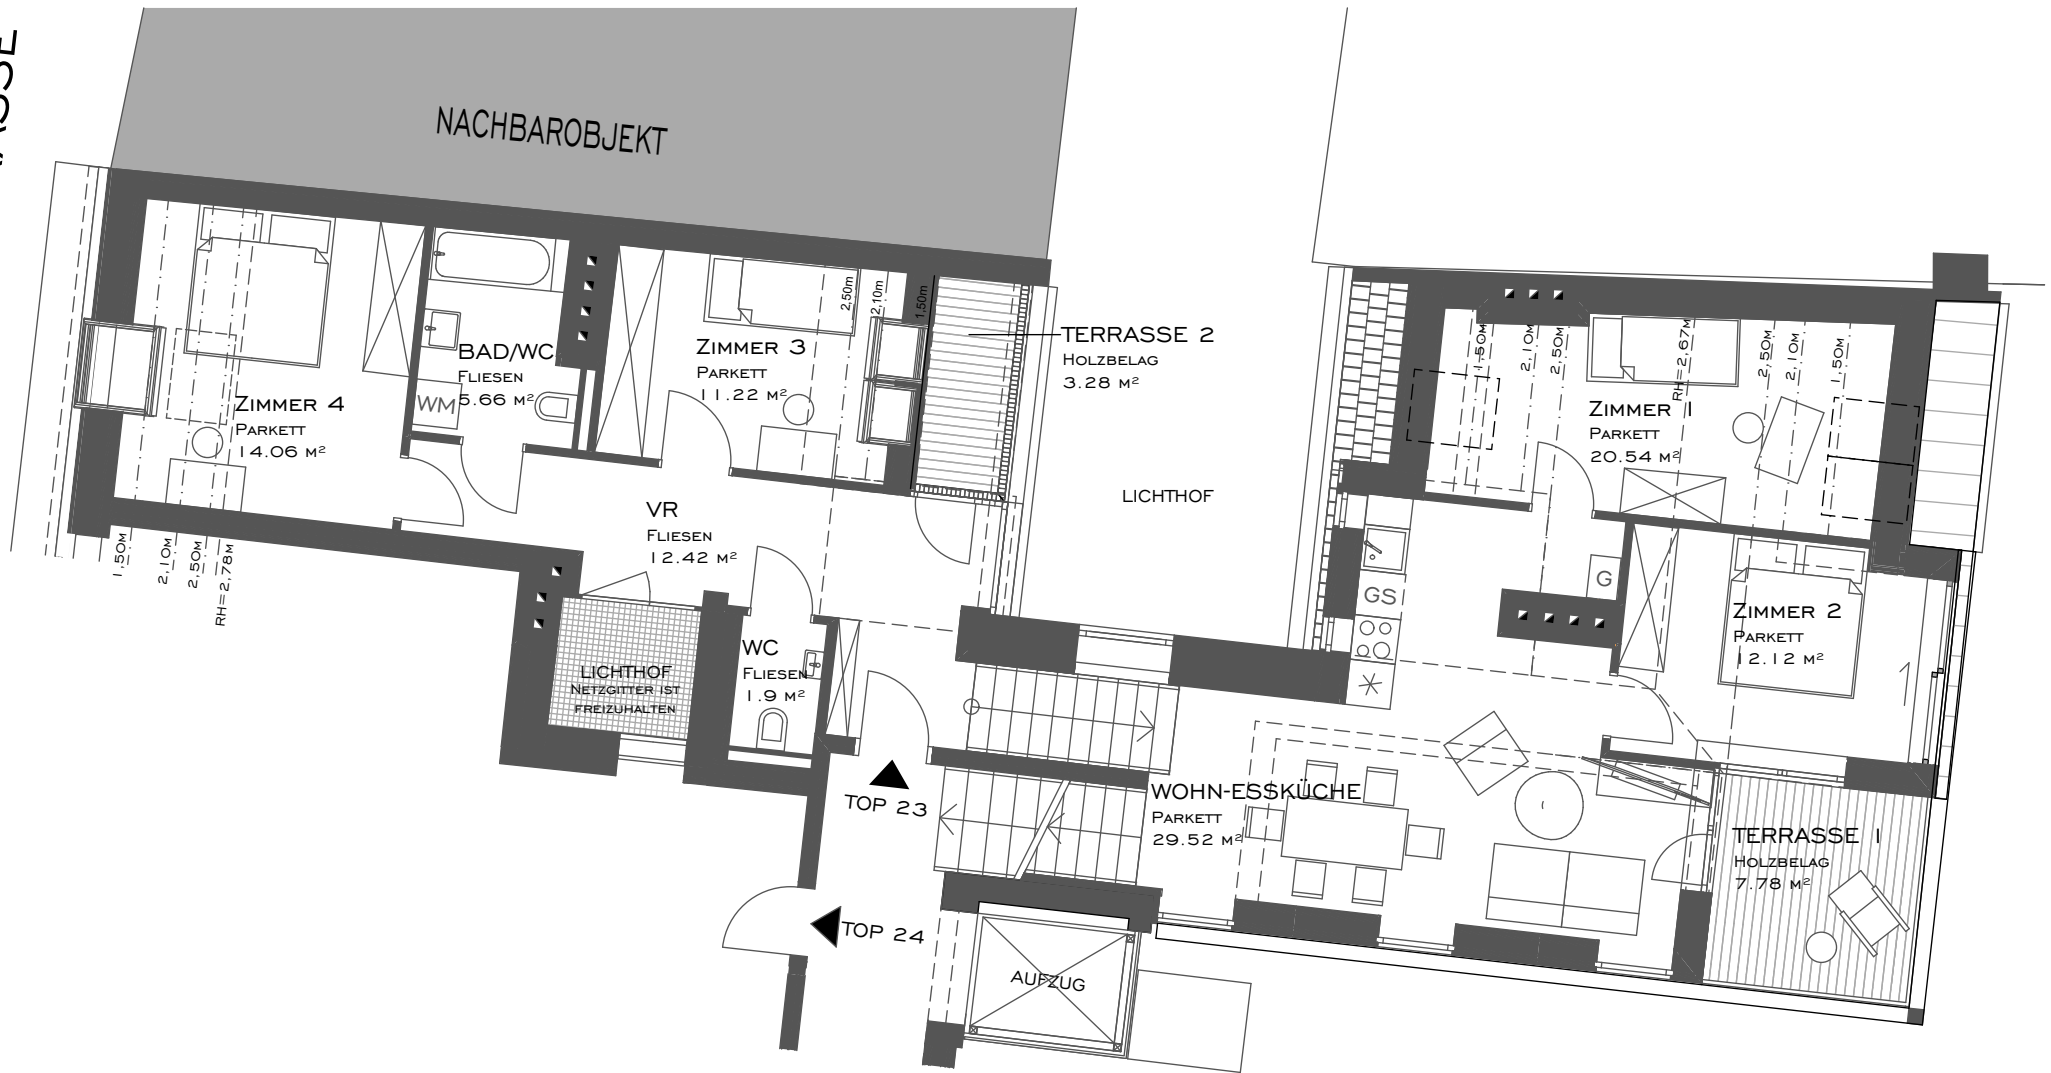 NACHBAROBJEKT
ZIMMER 4
PARKETT
14.06 M²
BAD/WC
FLIESEN
5.66 M²
WM
ZIMMER 3
PARKETT
11.22 M²
2,50m
2,10m
1,50m
TERRASSE 2
HOLZBELAG
3.28 M²
LICHTHOF
1,50M
2,10M
2,50M
RH=2,67M
2,50M
2,10M
1,50M
ZIMMER 1
PARKETT
20.54 M²
VR
FLIESEN
12.42 M²
1,50M
2,10M
2,50M
RH=2,78M
GS
G
ZIMMER 2
PARKETT
12.12 M²
LICHTHOF
NETZGITTER IST
FREIZUHALTEN
WC
FLIESEN
1.9 M²
TOP 23
WOHN-ESSKÜCHE
PARKETT
29.52 M²
TERRASSE 1
HOLZBELAG
7.78 M²
TOP 24
AUFZUG